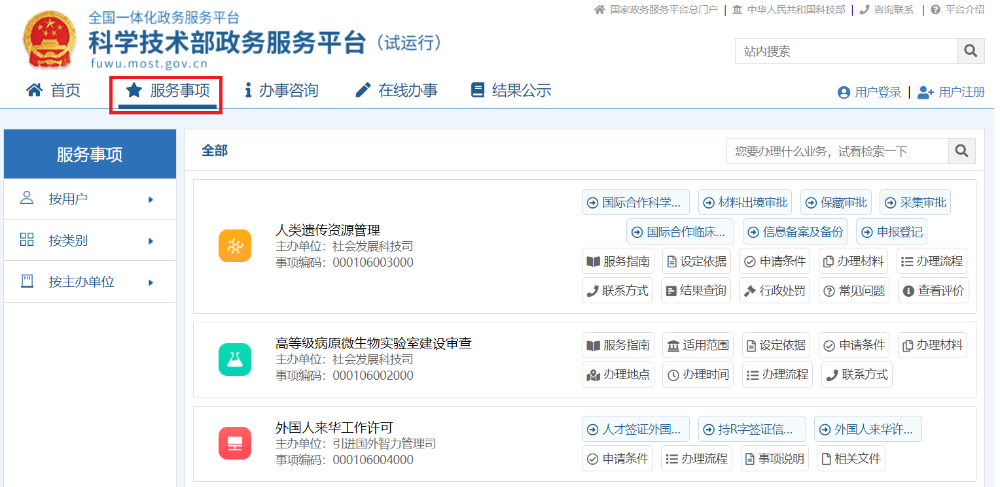 国家政务服务平台总门户 | 中华人民共和国科技部 | 咨询联系 | 平台介绍
全国一体化政务服务平台
科学技术部政务服务平台（试运行）
fuwu.most.gov.cn
站内搜索
首页 服务事项 办事咨询 在线办事 结果公示
用户登录 | 用户注册
服务事项
按用户
按类别
按主办单位
全部
您要办理什么业务，试着检索一下
人类遗传资源管理
主办单位：社会发展科技司
事项编码：000106003000
国际合作科学... 材料出境审批 保藏审批 采集审批
国际合作临床... 信息备案及备份 申报登记
服务指南 设定依据 申请条件 办理材料 办理流程
联系方式 结果查询 行政处罚 常见问题 查看评价
高等级病原微生物实验室建设审查
主办单位：社会发展科技司
事项编码：000106002000
服务指南 适用范围 设定依据 申请条件 办理材料
办理地点 办理时间 办理流程 联系方式
外国人来华工作许可
主办单位：引进国外智力管理司
事项编码：000106004000
人才签证外国... 持R字签证信... 外国人来华许...
申请条件 办理流程 事项说明 相关文件